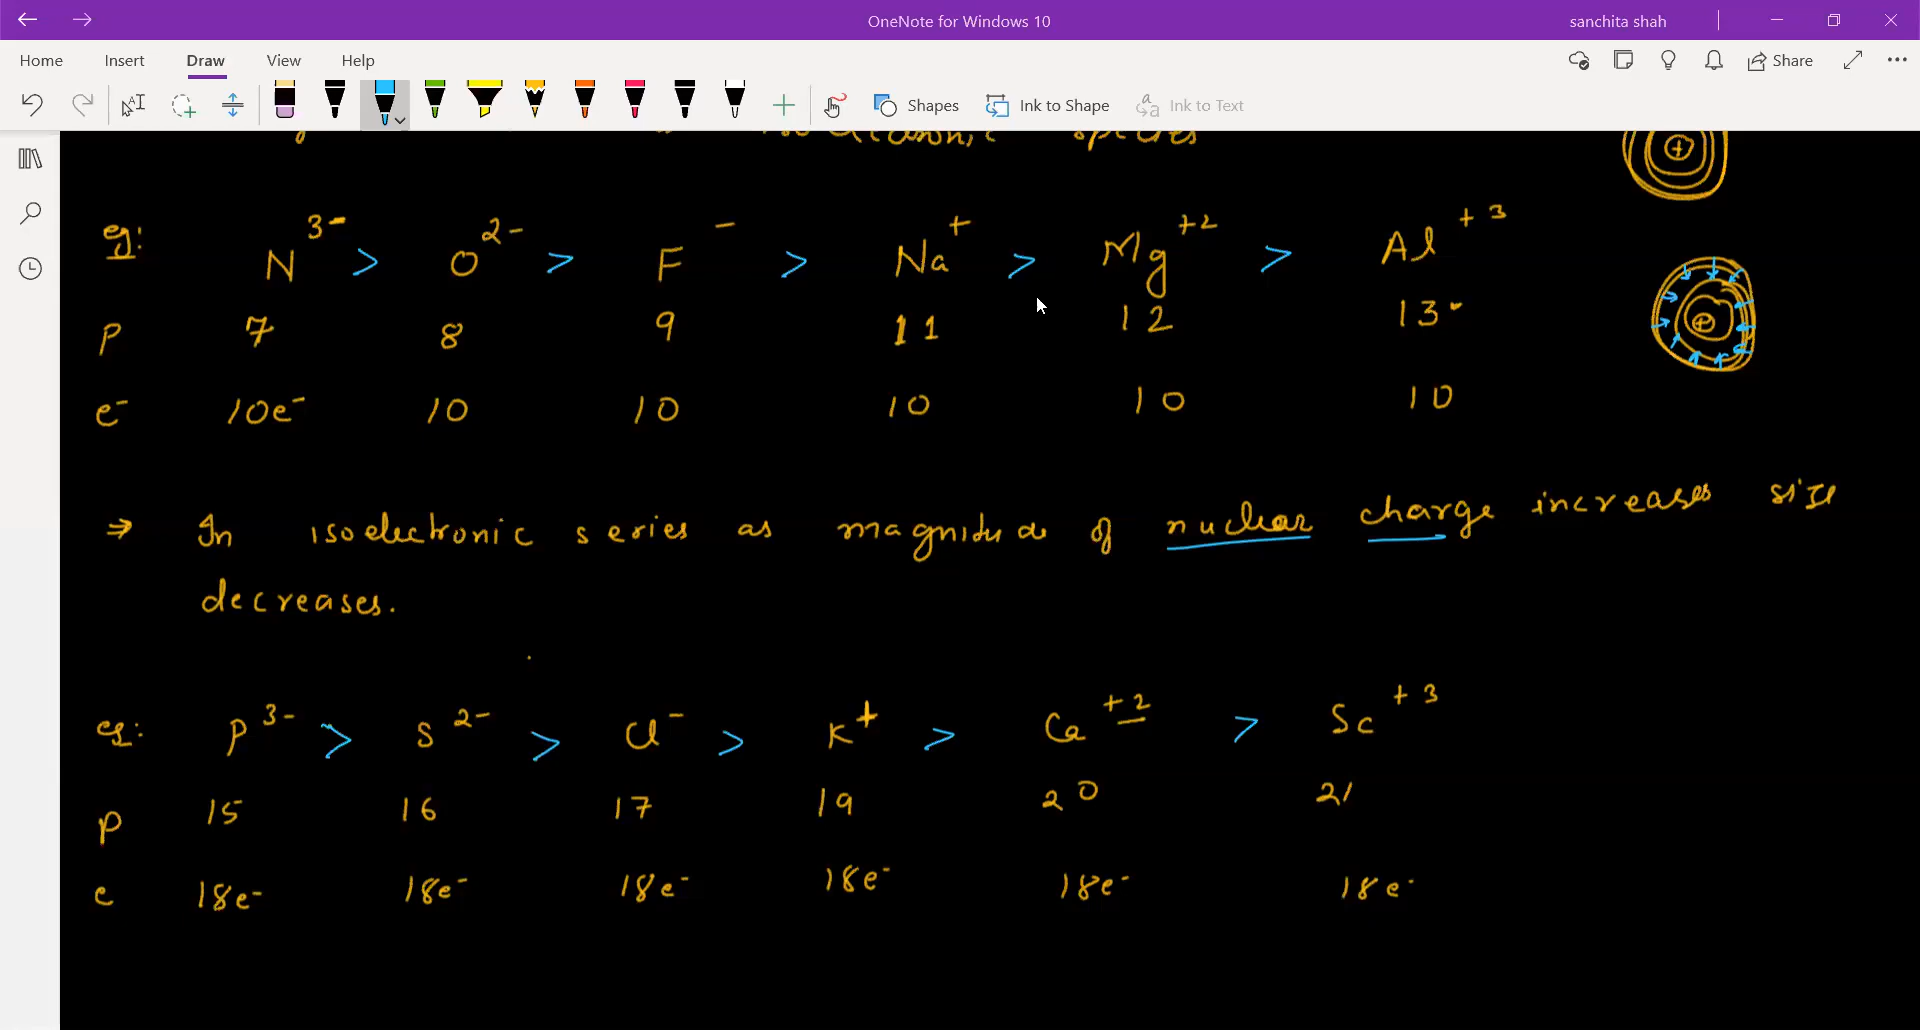 OneNote for Windows 10
sanchita shah
Home Insert Draw View Help
Share
Shapes Ink to Shape Ink to Text
species
eg: N³⁻ > O²⁻ > F⁻ > Na⁺ > Mg⁺² > Al⁺³
p 7 8 9 11 12 13
e⁻ 10e⁻ 10 10 10 10 10
⇒ In isoelectronic series as magnitude of nuclear charge increases size
decreases.
eg: P³⁻ > S²⁻ > Cl⁻ > K⁺ > Ca⁺² > Sc⁺³
p 15 16 17 19 20 21
e 18e⁻ 18e⁻ 18e⁻ 18e⁻ 18e⁻ 18e⁻